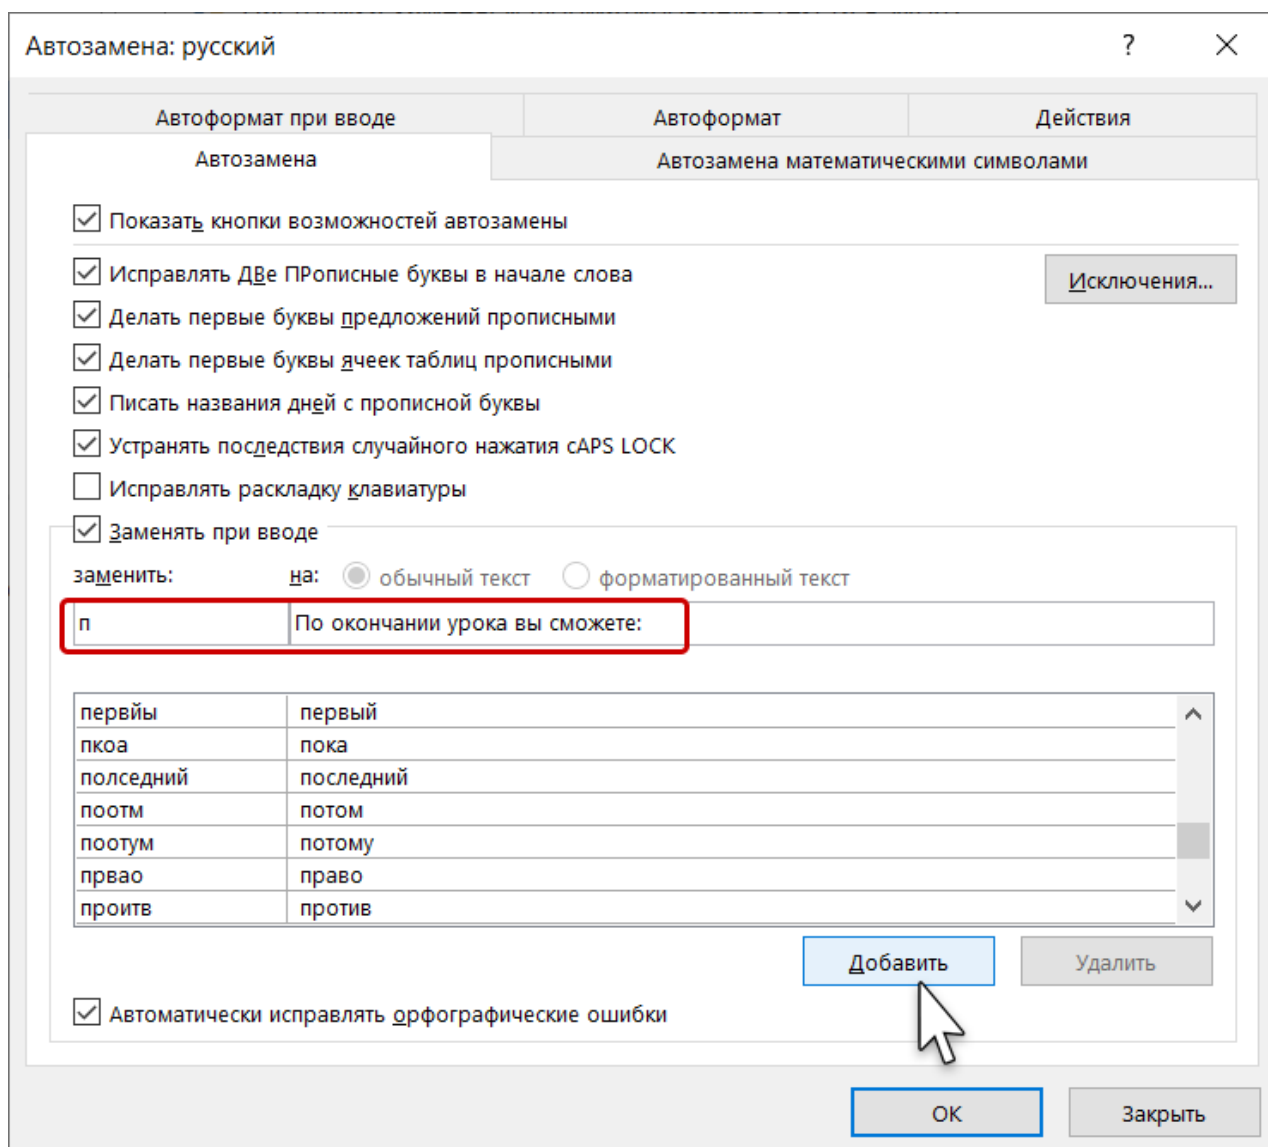 Автозамена: русский ?
Автоформат при вводе Автоформат Действия
Автозамена Автозамена математическими символами
Показать кнопки возможностей автозамены
Исправлять ДВе ПРописные буквы в начале слова Исключения...
Делать первые буквы предложений прописными
Делать первые буквы ячеек таблиц прописными
Писать названия дней с прописной буквы
Устранять последствия случайного нажатия cAPS LOCK
Исправлять раскладку клавиатуры
Заменять при вводе
заменить: на: обычный текст форматированный текст
п По окончании урока вы сможете:
первйы первый
пкоа пока
полседний последний
поотм потом
поотум потому
првао право
проитв против
Добавить Удалить
Автоматически исправлять орфографические ошибки
ОК Закрыть